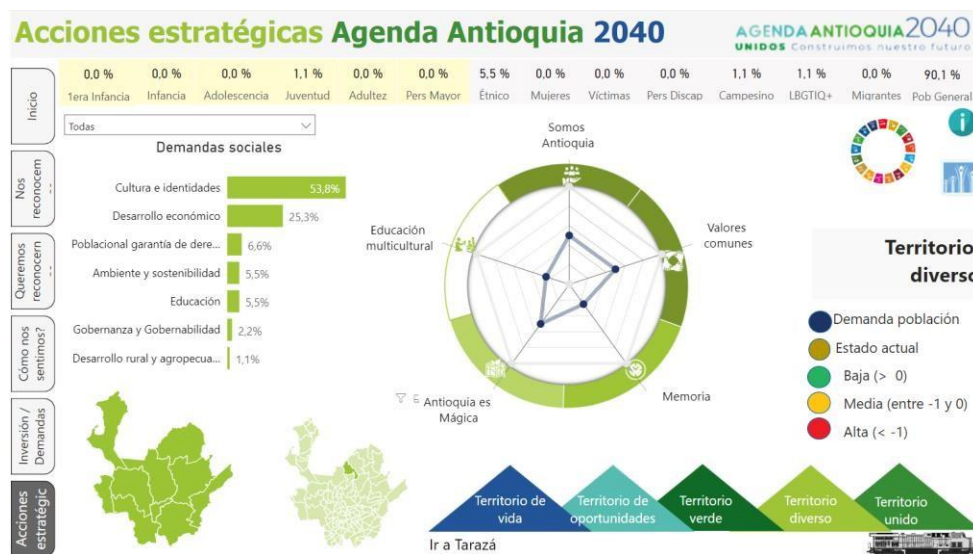 Acciones estratégicas Agenda Antioquia 2040
AGENDA ANTIOQUIA 2040
UNIDOS Construimos nuestro futuro
0,0 % 0,0 % 0,0 % 1,1 % 0,0 % 0,0 % 5,5 % 0,0 % 0,0 % 0,0 % 1,1 % 1,1 % 0,0 % 90,1 %
1era Infancia Infancia Adolescencia Juventud Adultez Pers Mayor Étnico Mujeres Víctimas Pers Discap Campesino LBGTIQ+ Migrantes Pob General
Inicio
Nos
reconocem
Queremos
reconocern
Cómo nos
sentimos?
Inversión /
Demandas
Acciones
estratégic
Todas
Demandas sociales
Cultura e identidades 53,8%
Desarrollo económico 25,3%
Poblacional garantía de dere... 6,6%
Ambiente y sostenibilidad 5,5%
Educación 5,5%
Gobernanza y Gobernabilidad 2,2%
Desarrollo rural y agropecua... 1,1%
Somos
Antioquia
Valores
comunes
Memoria
Antioquia es
Mágica
Educación
multicultural
Territorio
diverso
Demanda población
Estado actual
Baja (> 0)
Media (entre -1 y 0)
Alta (< -1)
Territorio de
vida
Territorio de
oportunidades
Territorio
verde
Territorio
diverso
Territorio
unido
Ir a Tarazá